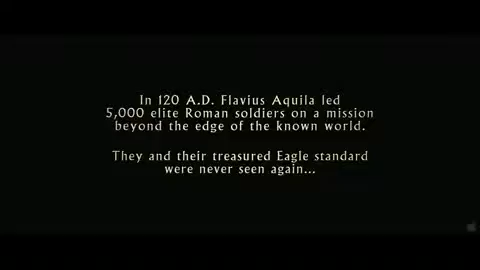 In 120 A.D. Flavius Aquila led
5,000 elite Roman soldiers on a mission
beyond the edge of the known world.
They and their treasured Eagle standard
were never seen again...